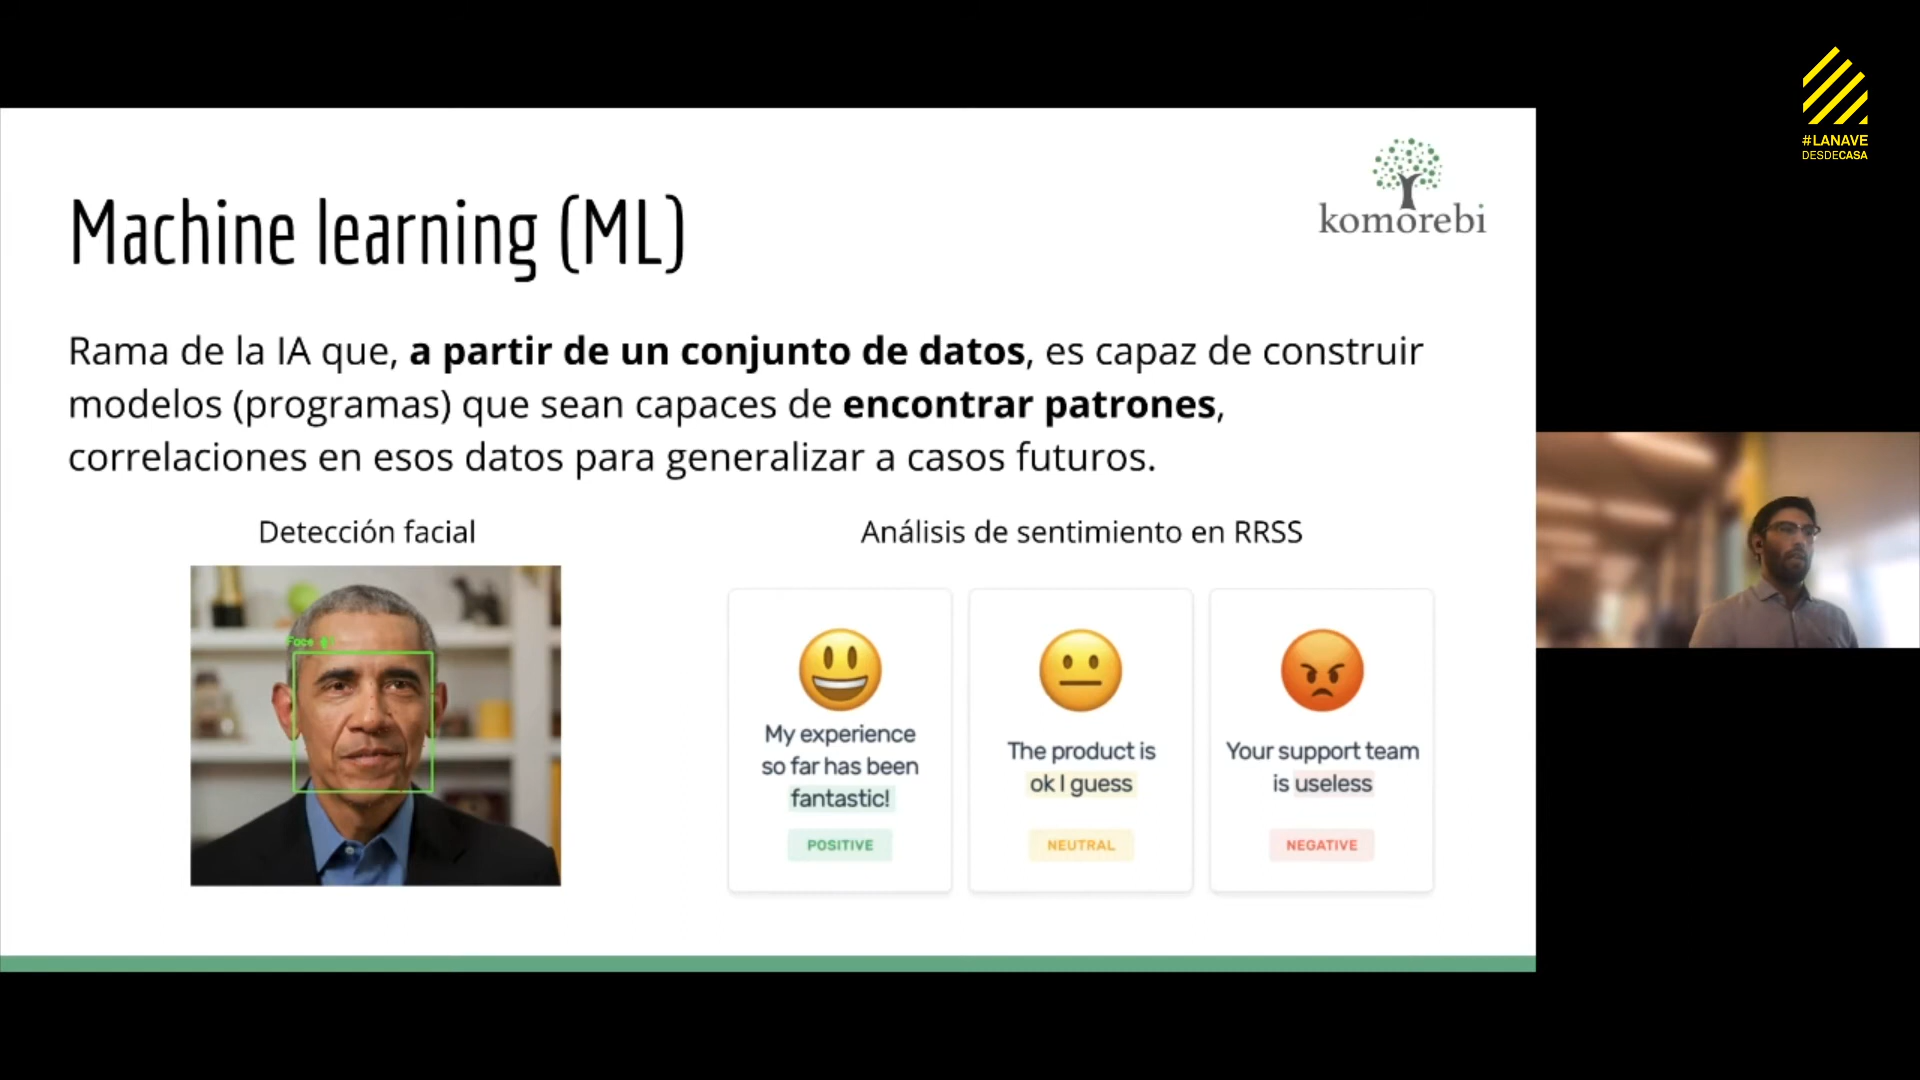 #LANAVE
DESDECASA
komorebi
Machine learning (ML)
Rama de la IA que, a partir de un conjunto de datos, es capaz de construir
modelos (programas) que sean capaces de encontrar patrones,
correlaciones en esos datos para generalizar a casos futuros.
Detección facial
Face
Análisis de sentimiento en RRSS
My experience
so far has been
fantastic!
POSITIVE
The product is
ok I guess
NEUTRAL
Your support team
is useless
NEGATIVE